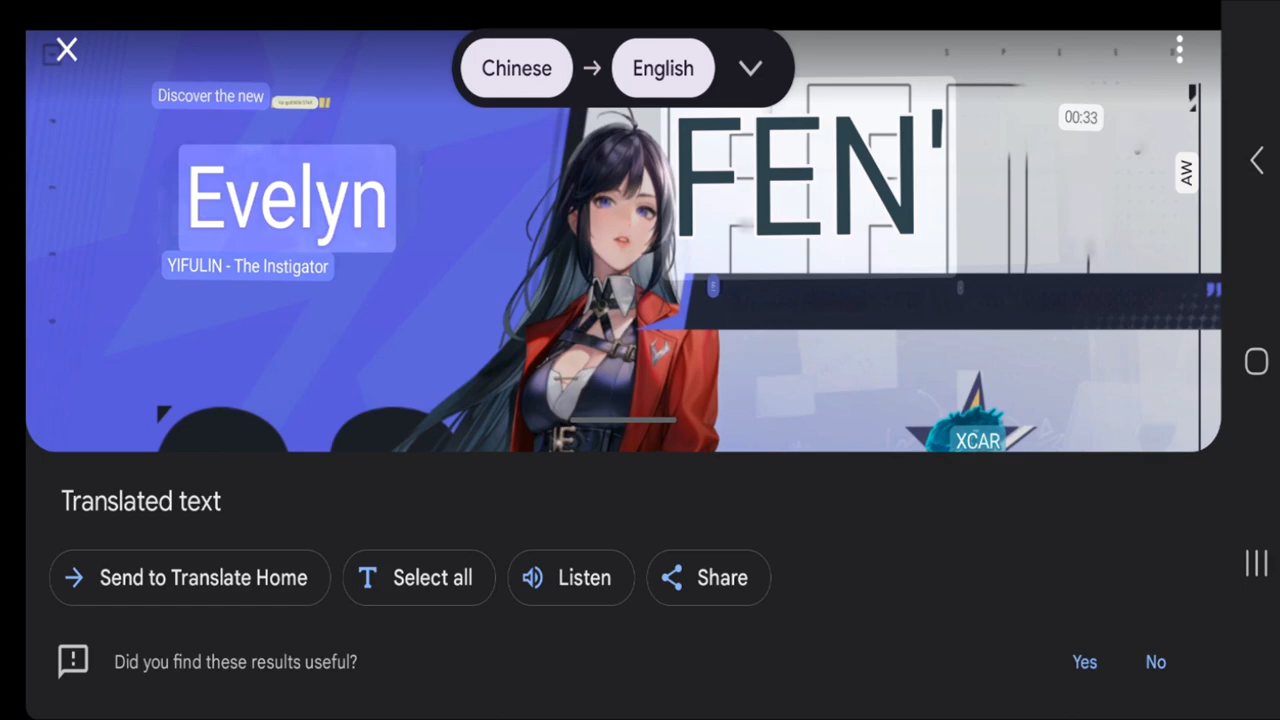 Chinese → English
Discover the new
FEN'
00:33
AW
Evelyn
YIFULIN - The Instigator
XCAR
Translated text
Send to Translate Home
Select all
Listen
Share
Did you find these results useful?
Yes
No